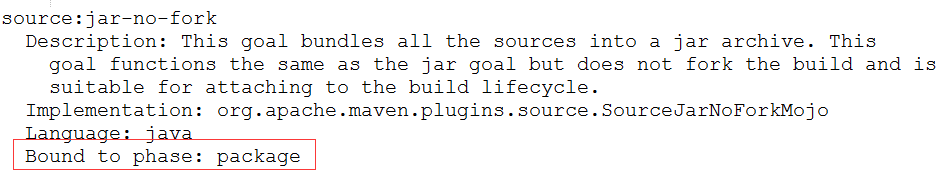 source:jar-no-fork
Description: This goal bundles all the sources into a jar archive. This
goal functions the same as the jar goal but does not fork the build and is
suitable for attaching to the build lifecycle.
Implementation: org.apache.maven.plugins.source.SourceJarNoForkMojo
Language: java
Bound to phase: package